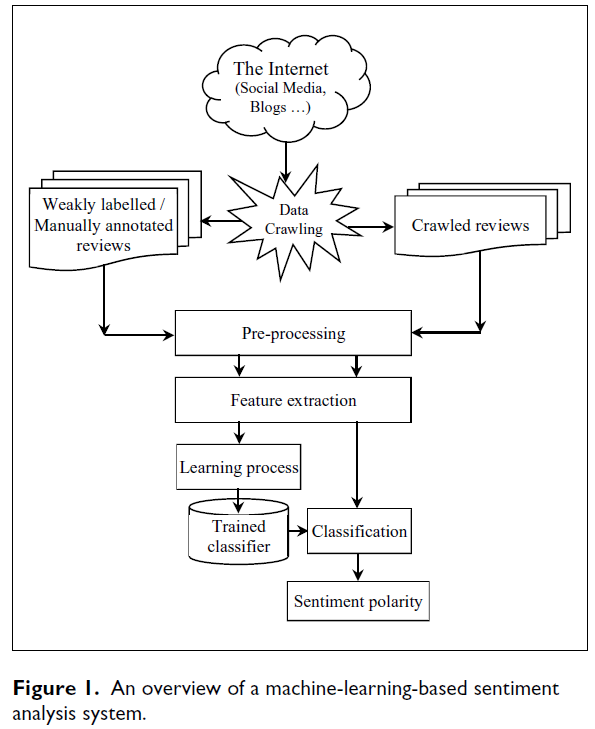 The Internet
(Social Media,
Blogs …)
Weakly labelled /
Manually annotated
reviews
Data
Crawling
Crawled reviews
Pre-processing
Feature extraction
Learning process
Trained
classifier
Classification
Sentiment polarity
Figure 1. An overview of a machine-learning-based sentiment
analysis system.